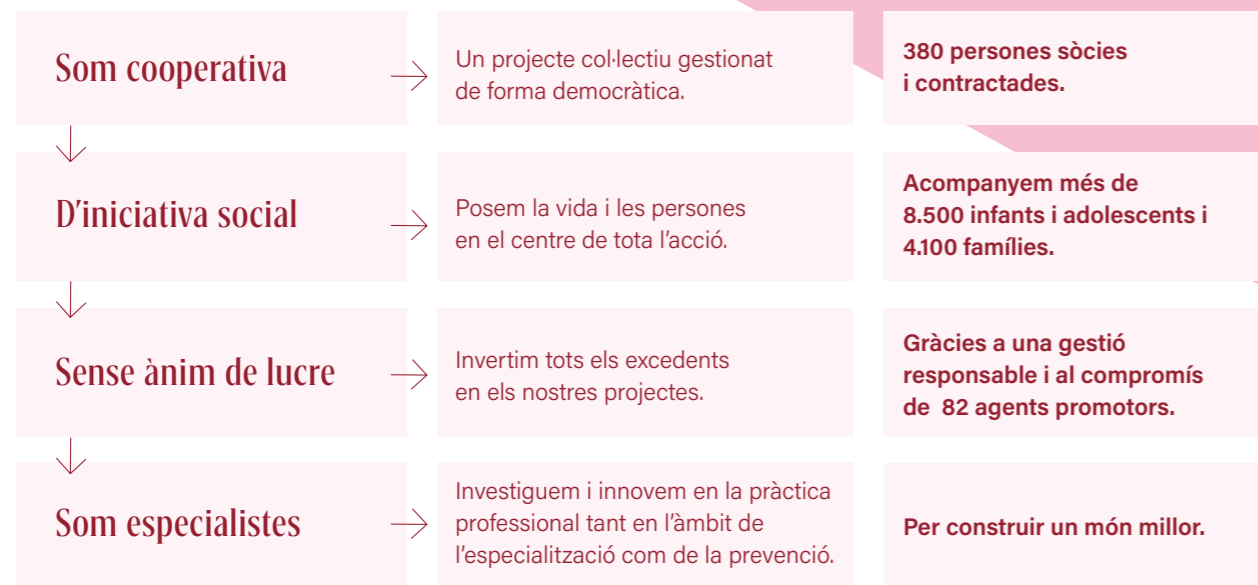 Som cooperativa
Un projecte col·lectiu gestionat
de forma democràtica.
380 persones sòcies
i contractades.
D'iniciativa social
Posem la vida i les persones
en el centre de tota l'acció.
Acompanyem més de
8.500 infants i adolescents i
4.100 famílies.
Sense ànim de lucre
Invertim tots els excedents
en els nostres projectes.
Gràcies a una gestió
responsable i al compromís
de 82 agents promotors.
Som especialistes
Investiguem i innovem en la pràctica
professional tant en l'àmbit de
l'especialització com de la prevenció.
Per construir un món millor.